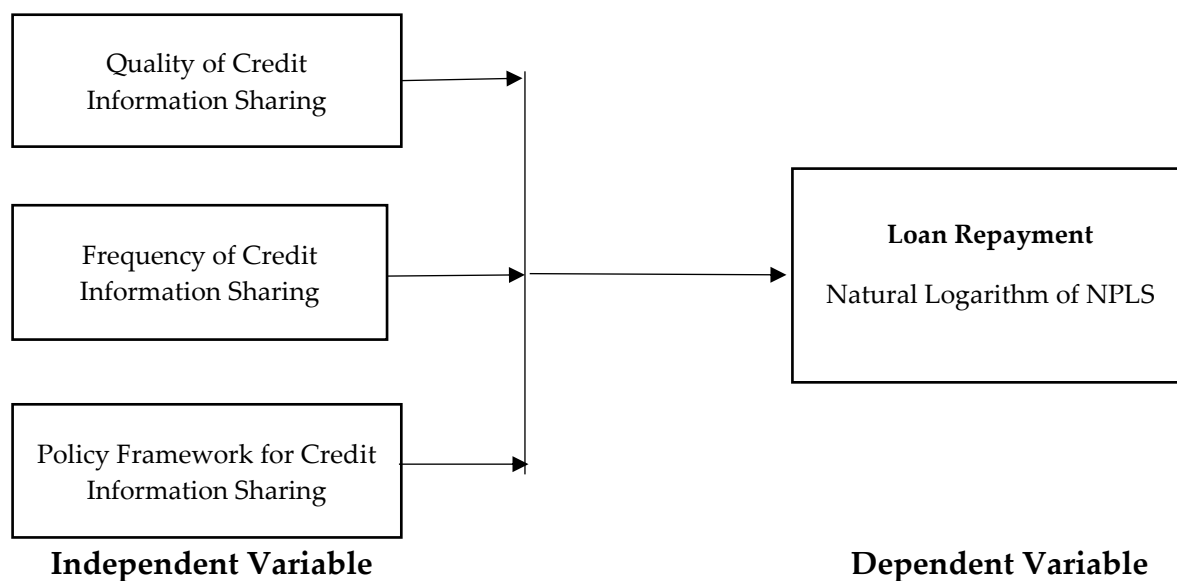 Quality of Credit
Information Sharing
Frequency of Credit
Information Sharing
Policy Framework for Credit
Information Sharing
Independent Variable
Loan Repayment
Natural Logarithm of NPLS
Dependent Variable